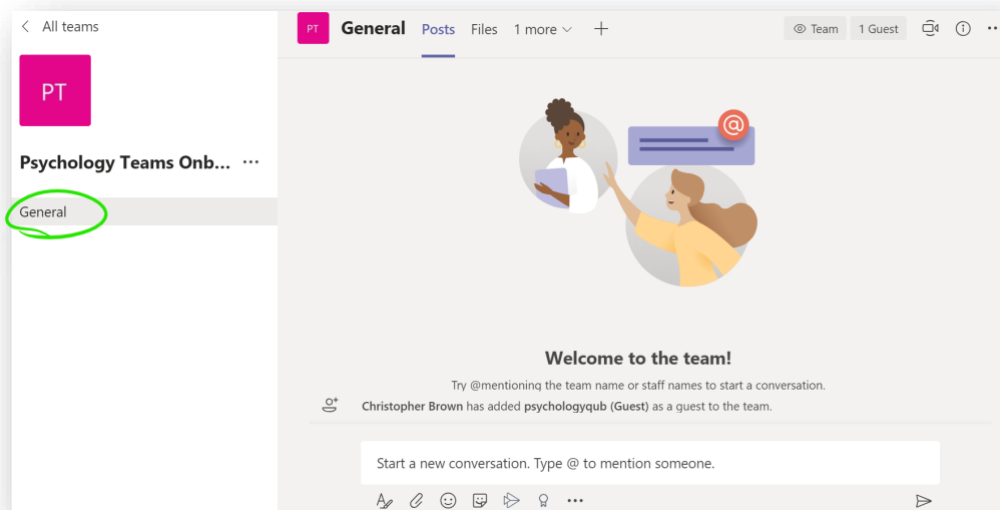 All teams
PT
Psychology Teams Onb...
General
PT
General Posts Files 1 more
Team
1 Guest
@
Welcome to the team!
Try @mentioning the team name or staff names to start a conversation.
Christopher Brown has added psychologyqub (Guest) as a guest to the team.
Start a new conversation. Type @ to mention someone.